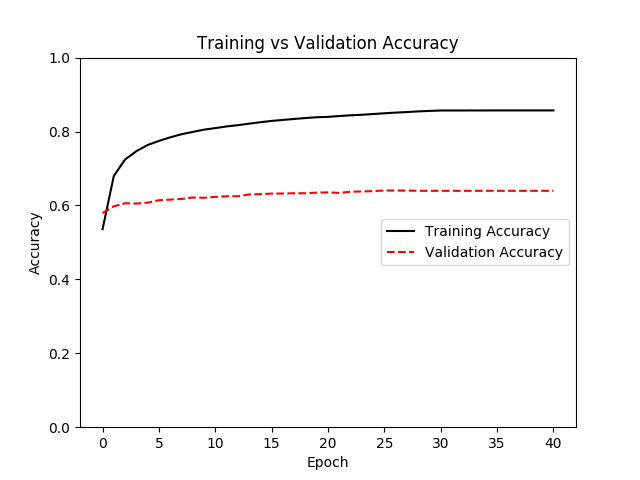 Training vs Validation Accuracy
1.0
0.8
0.6
0.4
0.2
0.0
Accuracy
Training Accuracy
Validation Accuracy
0 5 10 15 20 25 30 35 40
Epoch